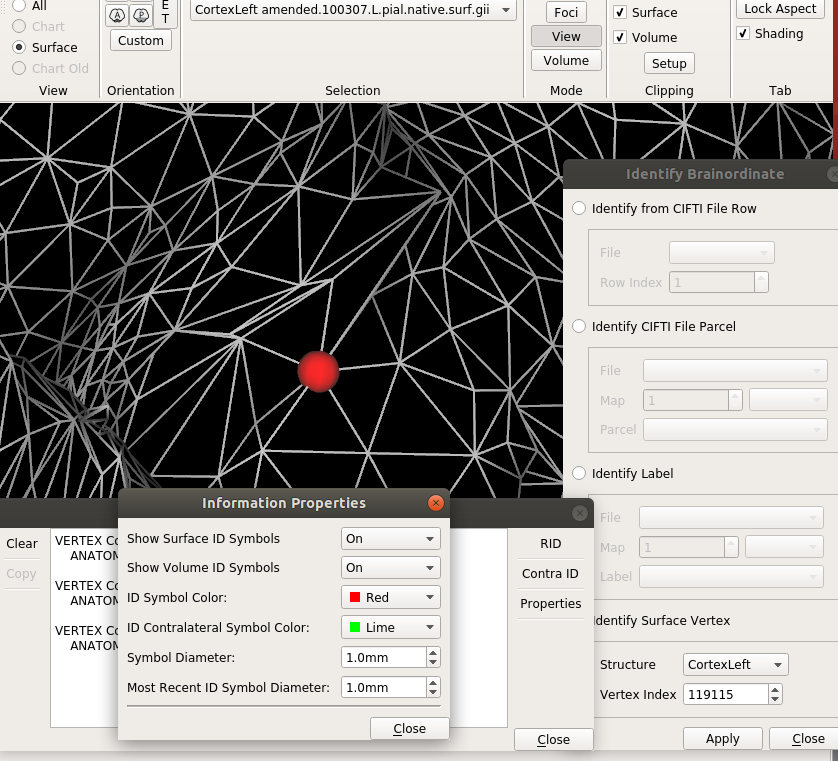 All
Chart
Surface
Chart Old
View
A
P
E
T
Custom
Orientation
CortexLeft amended.100307.L.pial.native.surf.gii
Selection
Foci
View
Volume
Mode
Surface
Volume
Setup
Clipping
Lock Aspect
Shading
Tab
Identify Brainordinate
Identify from CIFTI File Row
File
Row Index 1
Identify CIFTI File Parcel
File
Map 1
Parcel
Identify Label
File
Map 1
Label
Identify Surface Vertex
Structure CortexLeft
Vertex Index 119115
Apply Close
Clear
Copy
VERTEX Co
ANATOM
VERTEX Co
ANATOM
VERTEX Co
ANATOM
RID
Contra ID
Properties
Close
Information Properties
Show Surface ID Symbols On
Show Volume ID Symbols On
ID Symbol Color: Red
ID Contralateral Symbol Color: Lime
Symbol Diameter: 1.0mm
Most Recent ID Symbol Diameter: 1.0mm
Close